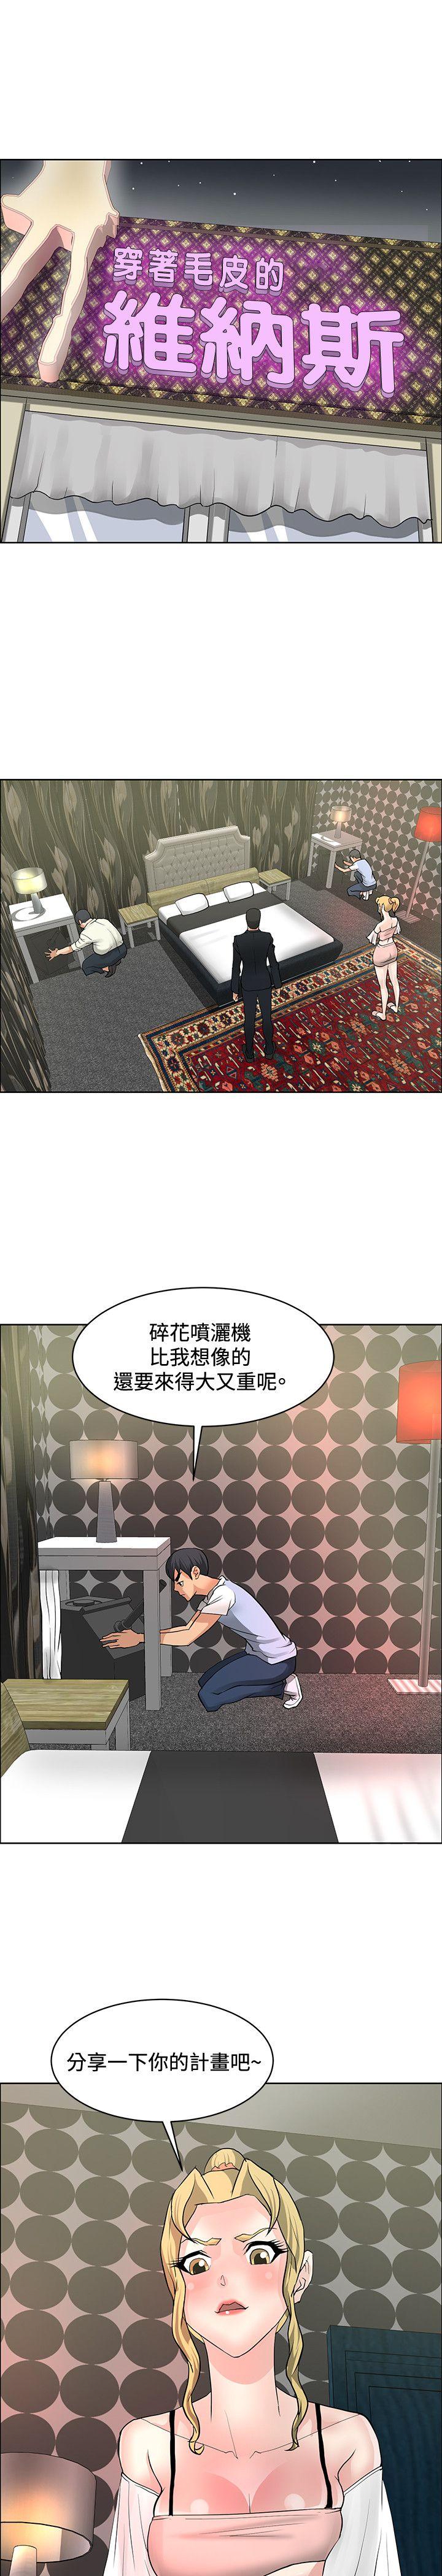 穿著毛皮的
維納斯
碎花噴灑機
比我想像的
還要來得大又重呢。
分享一下你的計畫吧~